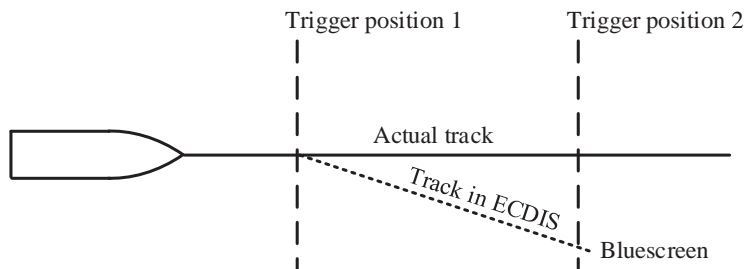 Trigger position 1
Trigger position 2
Actual track
Track in ECDIS
Bluescreen